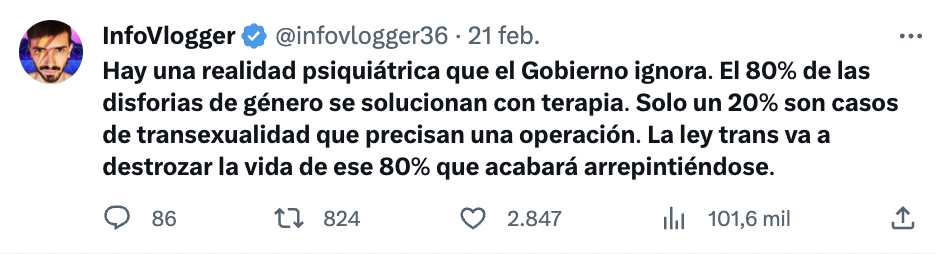 InfoVlogger @infovlogger36 · 21 feb.
Hay una realidad psiquiátrica que el Gobierno ignora. El 80% de las
disforias de género se solucionan con terapia. Solo un 20% son casos
de transexualidad que precisan una operación. La ley trans va a
destrozar la vida de ese 80% que acabará arrepintiéndose.
86 824 2.847 101,6 mil